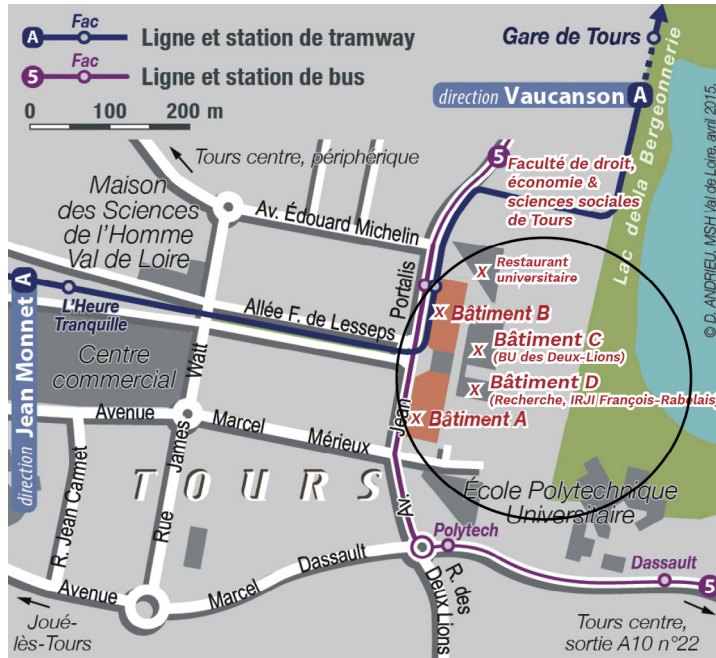 A Fac Ligne et station de tramway
5 Fac Ligne et station de bus
0 100 200 m
Gare de Tours
direction Vaucanson A
© D. ANDRIEU, MSH Val de Loire, avril 2015.
Lac de la Bergeonnerie
Tours centre, périphérique
5
Faculté de droit,
économie &
sciences sociales
de Tours
Maison
des Sciences
de l'Homme
Val de Loire
Av. Édouard Michelin
Portalis
X Restaurant
universitaire
A
direction Jean Monnet
L'Heure
Tranquille
Allée F. de Lesseps
X Bâtiment B
X Bâtiment C
(BU des Deux-Lions)
Centre
commercial
Watt
X Bâtiment D
(Recherche, IRJI François-Rabelais)
Jean
X Bâtiment A
Avenue Marcel Mérieux
James
TOURS
R. Jean Carmet
Rue
Av.
École Polytechnique
Universitaire
Polytech
Dassault
5
Avenue Marcel Dassault
R. des
Deux Lions
Joué-
lès-Tours
Tours centre,
sortie A10 n°22